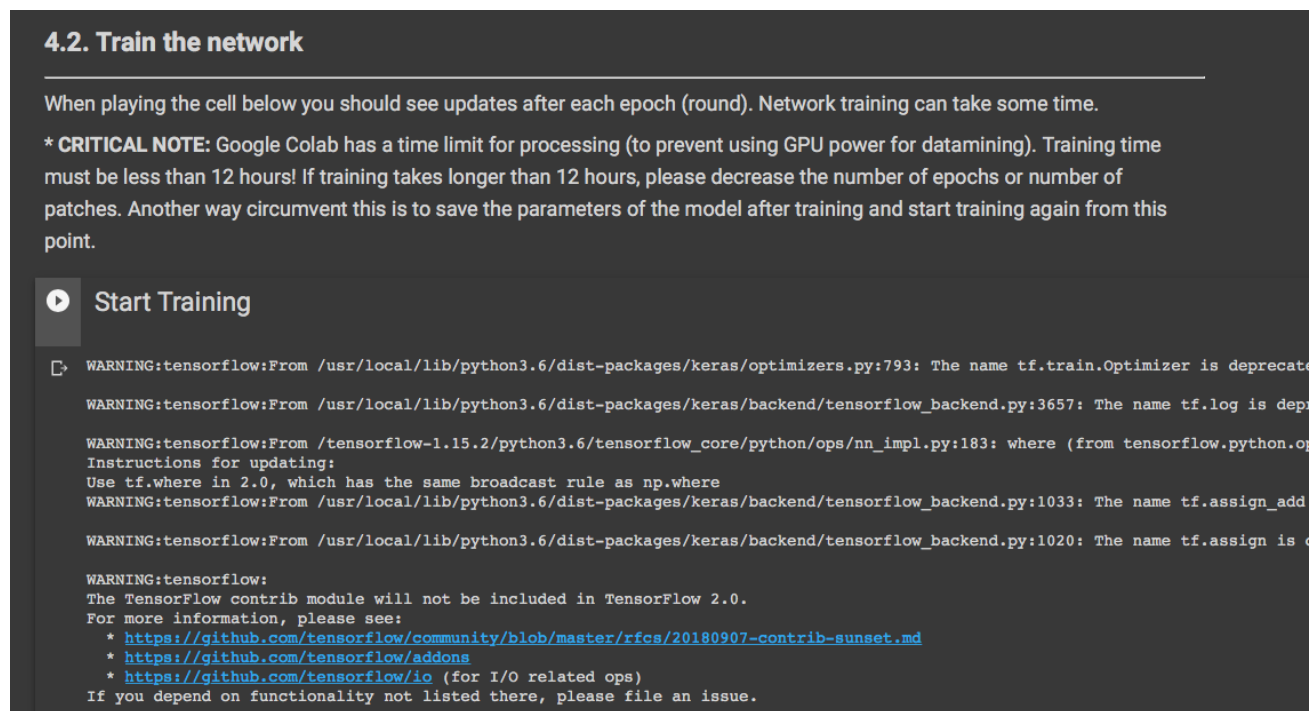 4.2. Train the network
When playing the cell below you should see updates after each epoch (round). Network training can take some time.
* CRITICAL NOTE: Google Colab has a time limit for processing (to prevent using GPU power for datamining). Training time
must be less than 12 hours! If training takes longer than 12 hours, please decrease the number of epochs or number of
patches. Another way circumvent this is to save the parameters of the model after training and start training again from this
point.
Start Training
WARNING:tensorflow:From /usr/local/lib/python3.6/dist-packages/keras/optimizers.py:793: The name tf.train.Optimizer is deprecate
WARNING:tensorflow:From /usr/local/lib/python3.6/dist-packages/keras/backend/tensorflow_backend.py:3657: The name tf.log is dep
WARNING:tensorflow:From /tensorflow-1.15.2/python3.6/tensorflow_core/python/ops/nn_impl.py:183: where (from tensorflow.python.op
Instructions for updating:
Use tf.where in 2.0, which has the same broadcast rule as np.where
WARNING:tensorflow:From /usr/local/lib/python3.6/dist-packages/keras/backend/tensorflow_backend.py:1033: The name tf.assign_add
WARNING:tensorflow:From /usr/local/lib/python3.6/dist-packages/keras/backend/tensorflow_backend.py:1020: The name tf.assign is
WARNING:tensorflow:
The TensorFlow contrib module will not be included in TensorFlow 2.0.
For more information, please see:
* https://github.com/tensorflow/community/blob/master/rfcs/20180907-contrib-sunset.md
* https://github.com/tensorflow/addons
* https://github.com/tensorflow/io (for I/O related ops)
If you depend on functionality not listed there, please file an issue.